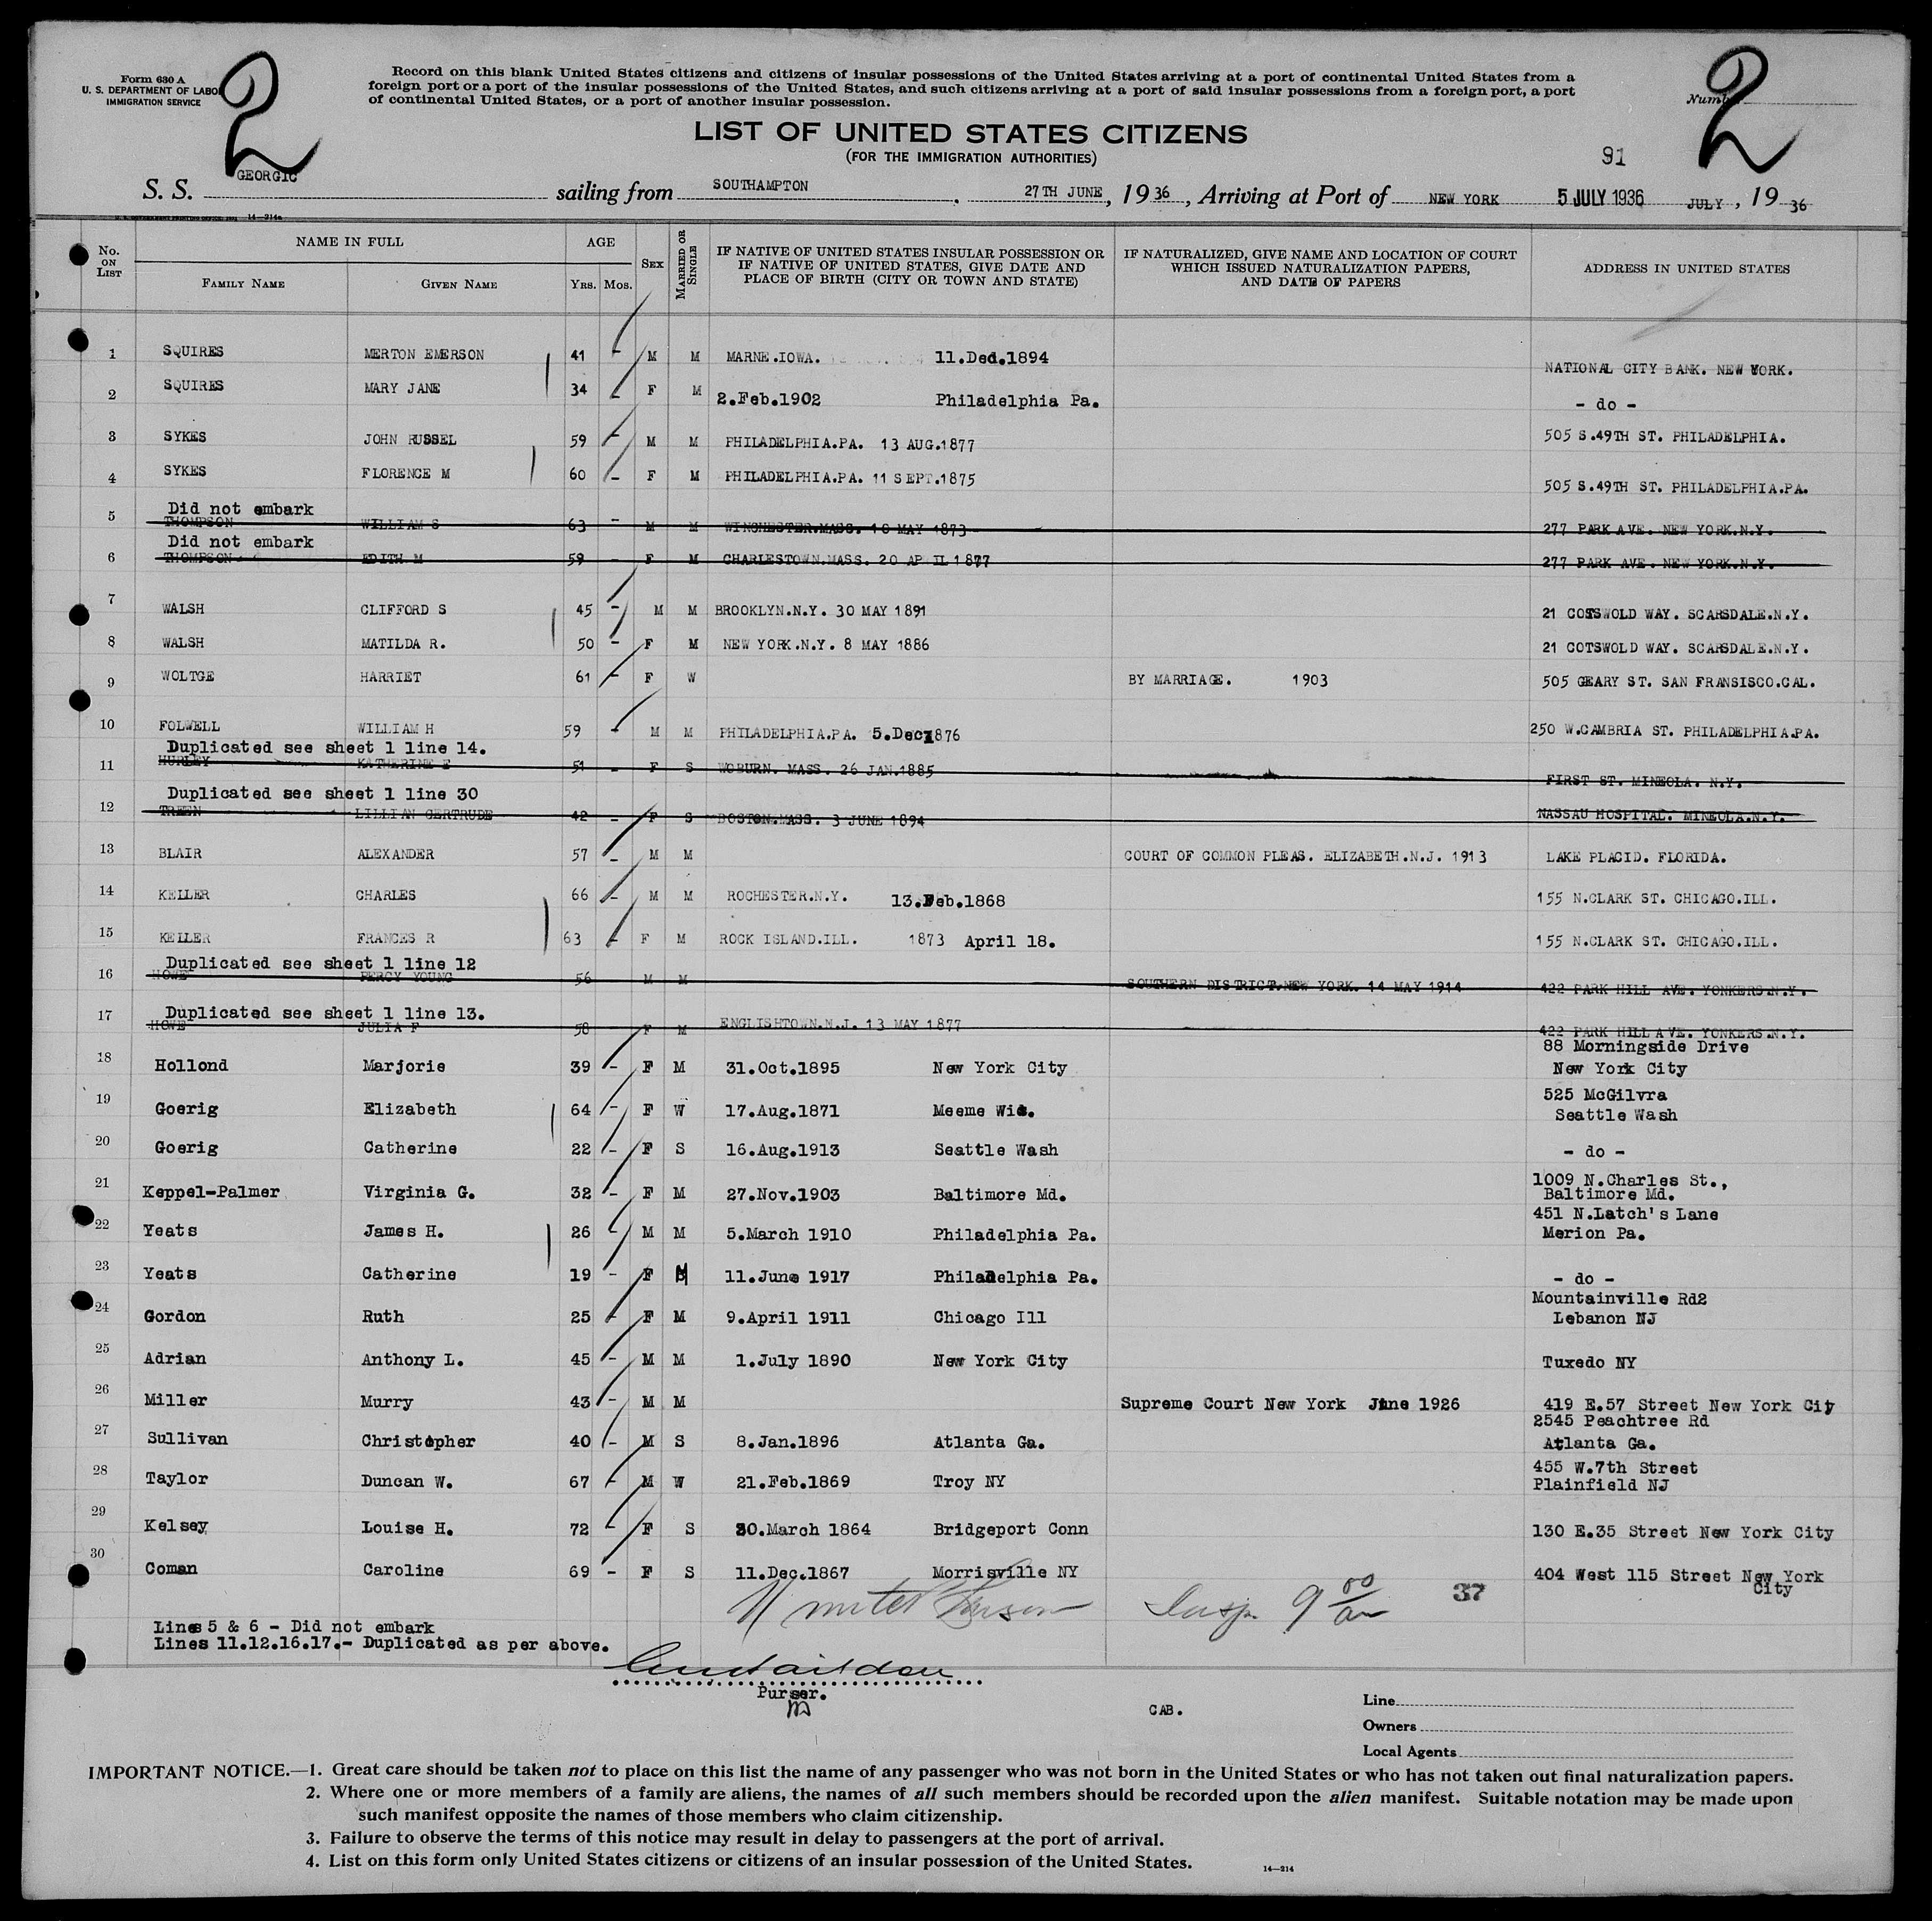 Form 630 A
U. S. DEPARTMENT OF LABOR
IMMIGRATION SERVICE
2
Record on this blank United States citizens and citizens of insular possessions of the United States arriving at a port of continental United States from a
foreign port or a port of the insular possessions of the United States, and such citizens arriving at a port of said insular possessions from a foreign port, a port
of continental United States, or a port of another insular possession.
Number
2
LIST OF UNITED STATES CITIZENS
(FOR THE IMMIGRATION AUTHORITIES)
91
S. S. GEORGIC sailing from SOUTHAMPTON, 27TH JUNE, 1936, Arriving at Port of NEW YORK 5 JULY 1936 JULY, 1936
14—214a
No. ON LIST NAME IN FULL FAMILY NAME GIVEN NAME AGE YRS. MOS. SEX MARRIED OR SINGLE IF NATIVE OF UNITED STATES INSULAR POSSESSION OR IF NATIVE OF UNITED STATES, GIVE DATE AND PLACE OF BIRTH (CITY OR TOWN AND STATE) IF NATURALIZED, GIVE NAME AND LOCATION OF COURT WHICH ISSUED NATURALIZATION PAPERS, AND DATE OF PAPERS ADDRESS IN UNITED STATES
1 SQUIRES MERTON EMERSON 41 - M M MARNE.IOWA. 11.Dec.1894 NATIONAL CITY BANK. NEW YORK.
2 SQUIRES MARY JANE 34 - F M 2.Feb.1902 Philadelphia Pa. - do -
3 SYKES JOHN RUSSEL 59 - M M PHILADELPHIA.PA. 13 AUG.1877 505 S.49TH ST. PHILADELPHIA.
4 SYKES FLORENCE M 60 - F M PHILADELPHIA.PA. 11 SEPT.1875 505 S.49TH ST. PHILADELPHIA.PA.
Did not embark
5 THOMPSON WILLIAM S 63 - M M WINCHESTER.MASS. 18 MAY 1873 277 PARK AVE. NEW YORK.N.Y.
Did not embark
6 THOMPSON EDITH M 59 - F M CHARLESTOWN.MASS. 20 APRIL 1877 277 PARK AVE. NEW YORK.N.Y.
7 WALSH CLIFFORD S 45 - M M BROOKLYN.N.Y. 30 MAY 1891 21 COTSWOLD WAY. SCARSDALE.N.Y.
8 WALSH MATILDA R. 50 - F M NEW YORK.N.Y. 8 MAY 1886 21 COTSWOLD WAY. SCARSDALE.N.Y.
9 WOLTGE HARRIET 61 - F W BY MARRIAGE. 1903 505 GEARY ST. SAN FRANSISCO.CAL.
10 FOLWELL WILLIAM H 59 - M M PHILADELPHIA.PA. 5.Dec.1876 250 W.CAMBRIA ST. PHILADELPHIA.PA.
Duplicated see sheet 1 line 14.
11 HURLEY KATHERINE F 51 - F S WOBURN. MASS. 26 JAN.1885 FIRST ST. MINEOLA. N.Y.
Duplicated see sheet 1 line 30
12 TREEN LILLIAN GERTRUDE 42 - F S BOSTON.MASS. 3 JUNE 1894 NASSAU HOSPITAL. MINEOLA.N.Y.
13 BLAIR ALEXANDER 57 - M M COURT OF COMMON PLEAS. ELIZABETH.N.J. 1913 LAKE PLACID. FLORIDA.
14 KELLER CHARLES 66 - M M ROCHESTER.N.Y. 13.Feb.1868 155 N.CLARK ST. CHICAGO.ILL.
15 KELLER FRANCES R 63 - F M ROCK ISLAND.ILL. 1873 April 18. 155 N.CLARK ST. CHICAGO.ILL.
Duplicated see sheet 1 line 12
16 HOWE PERCY YOUNG 56 M M SOUTHERN DISTRICT.NEW YORK. 14 MAY 1914 422 PARK HILL AVE. YONKERS.N.Y.
Duplicated see sheet 1 line 13.
17 HOWE JULIA F 58 F M ENGLISHTOWN.N.J. 13 MAY 1877 422 PARK HILL AVE. YONKERS.N.Y.
18 Hollond Marjorie 39 - F M 31.Oct.1895 New York City 88 Morningside Drive New York City
19 Goerig Elizabeth 64 - F W 17.Aug.1871 Meeme Wis. 525 McGilvra Seattle Wash
20 Goerig Catherine 22 - F S 16.Aug.1913 Seattle Wash - do -
21 Keppel-Palmer Virginia G. 32 - F M 27.Nov.1903 Baltimore Md. 1009 N.Charles St., Baltimore Md.
22 Yeats James H. 26 - M M 5.March 1910 Philadelphia Pa. 451 N.Latch's Lane Merion Pa.
23 Yeats Catherine 19 - F M 11.June 1917 Philadelphia Pa. - do -
24 Gordon Ruth 25 - F M 9.April 1911 Chicago Ill Mountainville Rd2 Lebanon NJ
25 Adrian Anthony L. 45 - M M 1.July 1890 New York City Tuxedo NY
26 Miller Murry 43 - M M Supreme Court New York June 1926 419 E.57 Street New York City
27 Sullivan Christopher 40 - M S 8.Jan.1896 Atlanta Ga. 2545 Peachtree Rd Atlanta Ga.
28 Taylor Duncan W. 67 - M W 21.Feb.1869 Troy NY 455 W.7th Street Plainfield NJ
29 Kelsey Louise H. 72 - F S 30.March 1864 Bridgeport Conn 130 E.35 Street New York City
30 Coman Caroline 69 - F S 11.Dec.1867 Morrisville NY 404 West 115 Street New York City
Insp. 9 00 am 37
Lines 5 & 6 - Did not embark
Lines 11.12.16.17.- Duplicated as per above.
Purser.
CAB.
Line
Owners
Local Agents
IMPORTANT NOTICE.—1. Great care should be taken not to place on this list the name of any passenger who was not born in the United States or who has not taken out final naturalization papers.
2. Where one or more members of a family are aliens, the names of all such members should be recorded upon the alien manifest. Suitable notation may be made upon
such manifest opposite the names of those members who claim citizenship.
3. Failure to observe the terms of this notice may result in delay to passengers at the port of arrival.
4. List on this form only United States citizens or citizens of an insular possession of the United States.
14—214